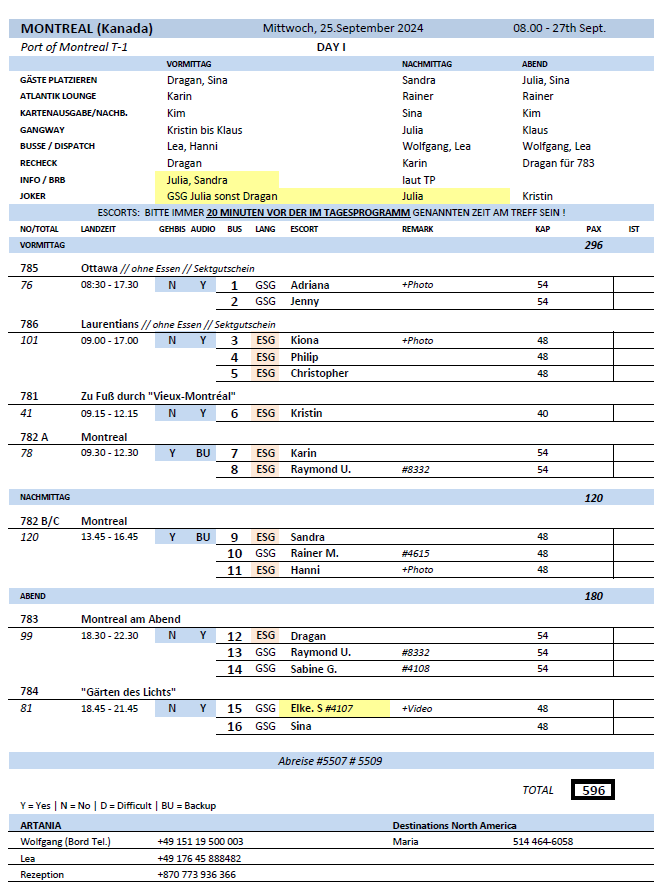 MONTREAL (Kanada) Mittwoch, 25.September 2024 08.00 - 27th Sept.
Port of Montreal T-1 DAY I
VORMITTAG NACHMITTAG ABEND
GÄSTE PLATZIEREN Dragan, Sina Sandra Julia, Sina
ATLANTIK LOUNGE Karin Rainer Rainer
KARTENAUSGABE/NACHB. Kim Sina Kim
GANGWAY Kristin bis Klaus Julia Klaus
BUSSE / DISPATCH Lea, Hanni Wolfgang, Lea Wolfgang, Lea
RECHECK Dragan Karin Dragan für 783
INFO / BRB Julia, Sandra laut TP
JOKER GSG Julia sonst Dragan Julia Kristin
ESCORTS: BITTE IMMER 20 MINUTEN VOR DER IM TAGESPROGRAMM GENANNTEN ZEIT AM TREFF SEIN !
NO/TOTAL LANDZEIT GEHBIS AUDIO BUS LANG ESCORT REMARK KAP PAX IST
VORMITTAG 296
785 Ottawa // ohne Essen // Sektgutschein
76 08:30 - 17.30 N Y 1 GSG Adriana +Photo 54
2 GSG Jenny 54
786 Laurentians // ohne Essen // Sektgutschein
101 09.00 - 17.00 N Y 3 ESG Kiona +Photo 48
4 ESG Philip 48
5 ESG Christopher 48
781 Zu Fuß durch "Vieux-Montréal"
41 09.15 - 12.15 N Y 6 ESG Kristin 40
782 A Montreal
78 09.30 - 12.30 Y BU 7 ESG Karin 54
8 ESG Raymond U. #8332 54
NACHMITTAG 120
782 B/C Montreal
120 13.45 - 16.45 Y BU 9 ESG Sandra 48
10 GSG Rainer M. #4615 48
11 ESG Hanni +Photo 48
ABEND 180
783 Montreal am Abend
99 18.30 - 22.30 N Y 12 ESG Dragan 54
13 GSG Raymond U. #8332 54
14 GSG Sabine G. #4108 54
784 "Gärten des Lichts"
81 18.45 - 21.45 N Y 15 GSG Elke. S #4107 +Video 48
16 GSG Sina 48
Abreise #5507 # 5509
TOTAL 596
Y = Yes | N = No | D = Difficult | BU = Backup
ARTANIA Destinations North America
Wolfgang (Bord Tel.) +49 151 19 500 003 Maria 514 464-6058
Lea +49 176 45 888482
Rezeption +870 773 936 366